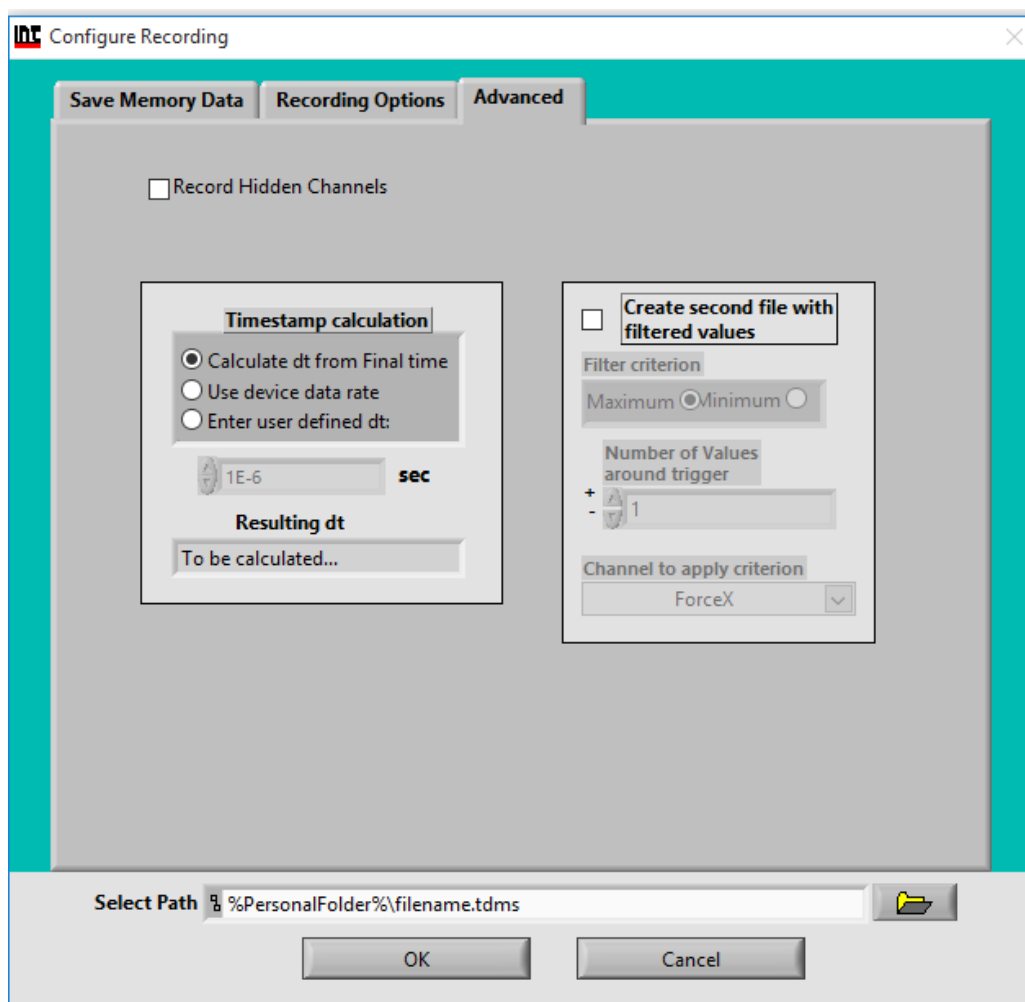 Configure Recording
Save Memory Data
Recording Options
Advanced
Record Hidden Channels
Timestamp calculation
Calculate dt from Final time
Use device data rate
Enter user defined dt:
1E-6
sec
Resulting dt
To be calculated...
Create second file with
filtered values
Filter criterion
Maximum
Minimum
Number of Values
around trigger
+
-
1
Channel to apply criterion
ForceX
Select Path
%PersonalFolder%\filename.tdms
OK
Cancel